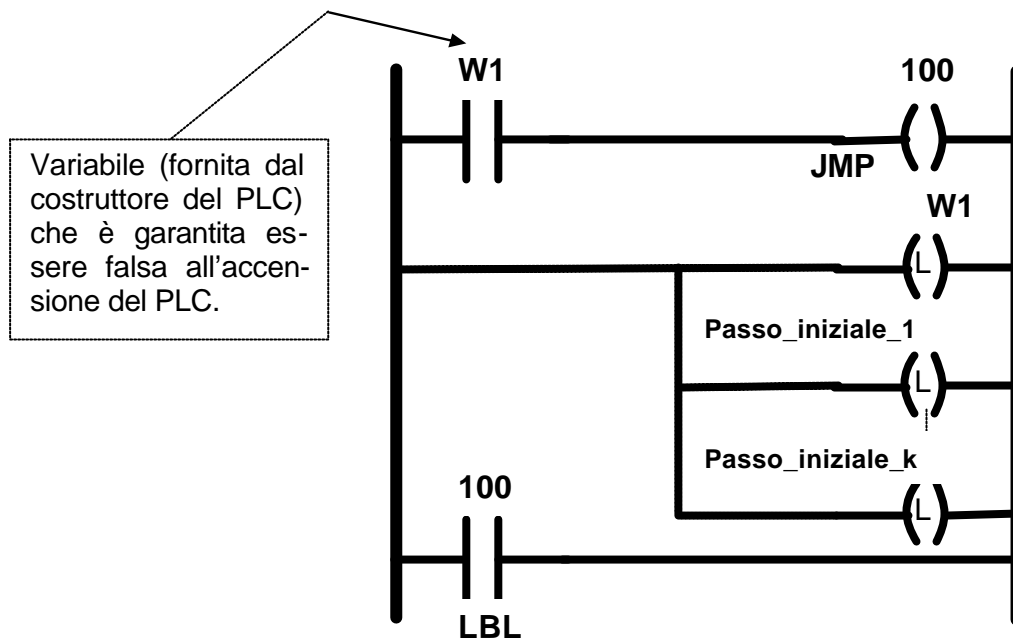 W1
100
Variabile (fornita dal
costruttore del PLC)
che è garantita es-
sere falsa all'accen-
sione del PLC.
JMP
W1
L
Passo_iniziale_1
L
Passo_iniziale_k
L
100
LBL